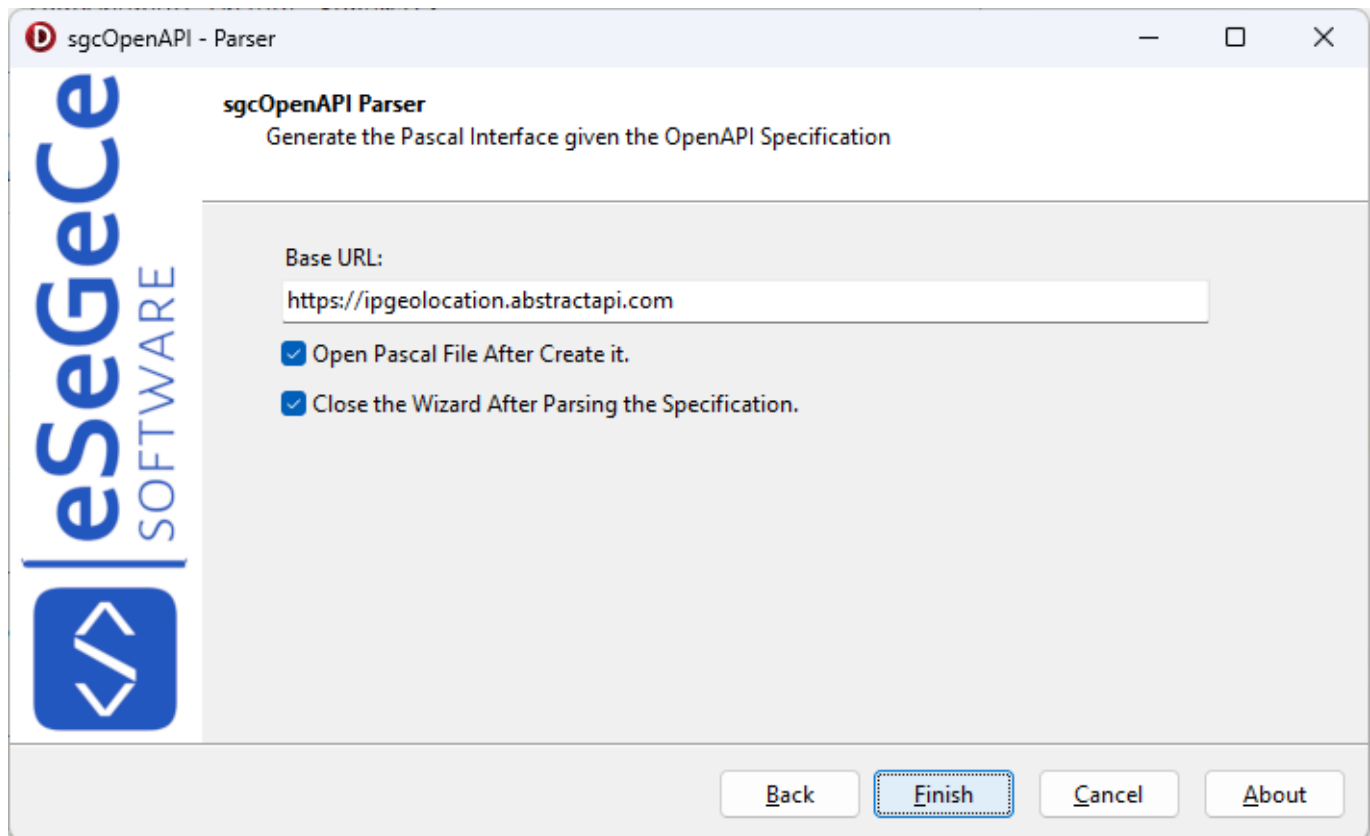 sgcOpenAPI - Parser
sgcOpenAPI Parser
Generate the Pascal Interface given the OpenAPI Specification
eSeGeCe
SOFTWARE
</>
Base URL:
https://ipgeolocation.abstractapi.com
Open Pascal File After Create it.
Close the Wizard After Parsing the Specification.
Back
Finish
Cancel
About